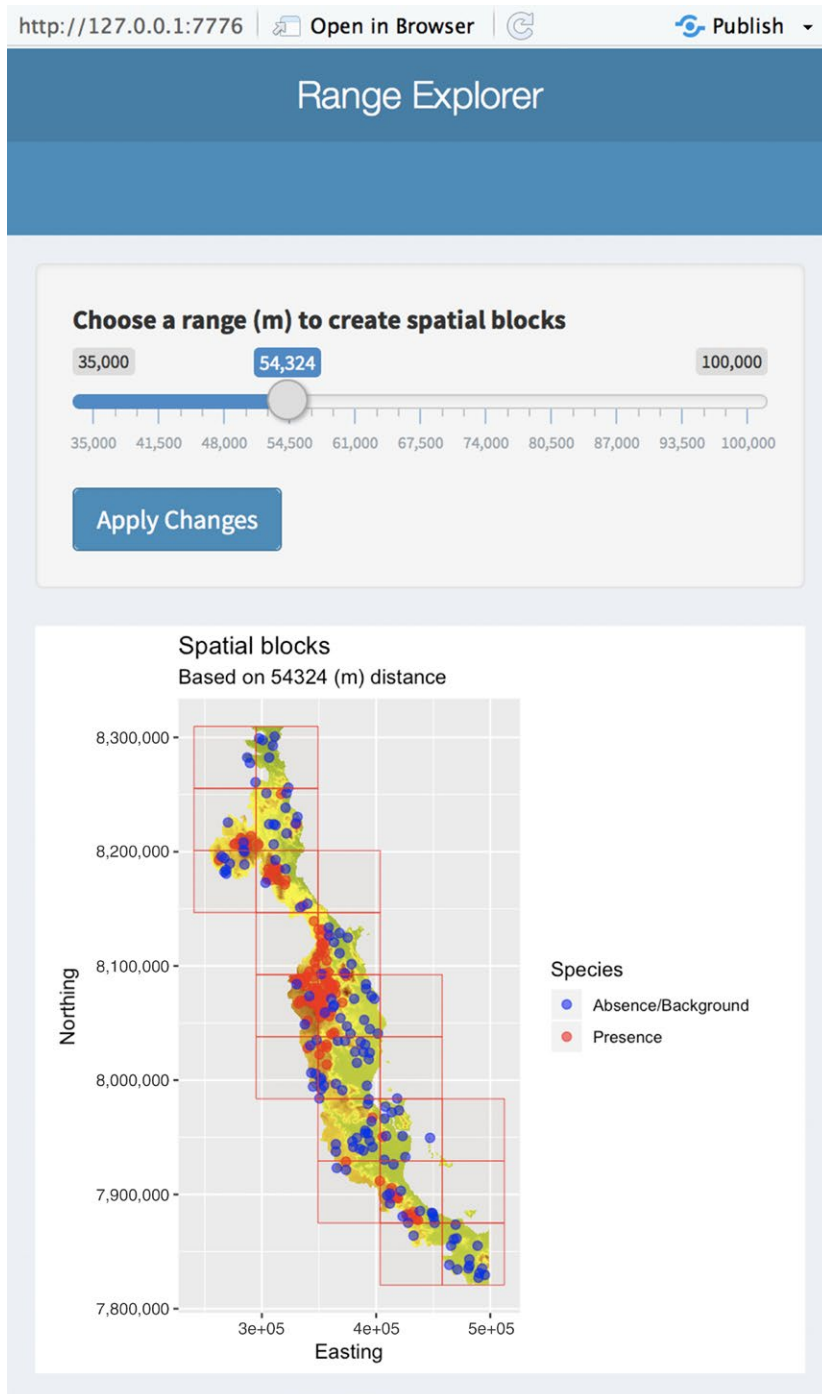 http://127.0.0.1:7776 Open in Browser Publish
Range Explorer
Choose a range (m) to create spatial blocks
35,000 54,324 100,000
35,000 41,500 48,000 54,500 61,000 67,500 74,000 80,500 87,000 93,500 100,000
Apply Changes
Spatial blocks
Based on 54324 (m) distance
8,300,000
8,200,000
8,100,000
8,000,000
7,900,000
7,800,000
Northing
3e+05 4e+05 5e+05
Easting
Species
Absence/Background
Presence